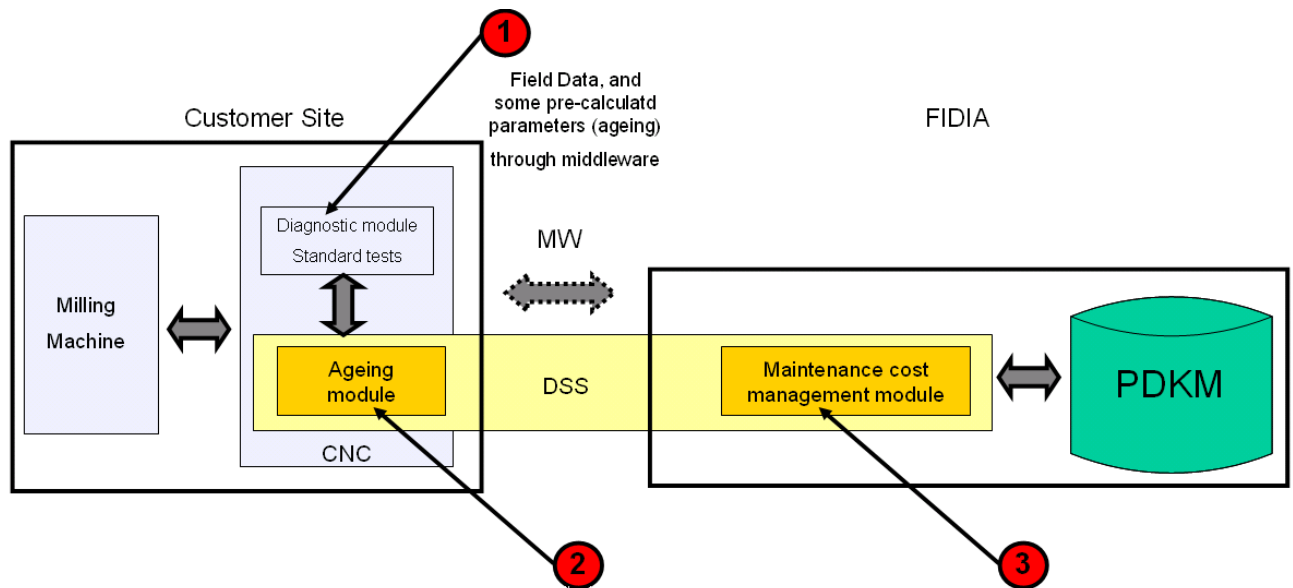 1
Field Data, and
some pre-calculatd
parameters (ageing)
through middleware
Customer Site
FIDIA
Diagnostic module
Standard tests
MW
Milling
Machine
Ageing
module
DSS
Maintenance cost
management module
PDKM
CNC
2
3